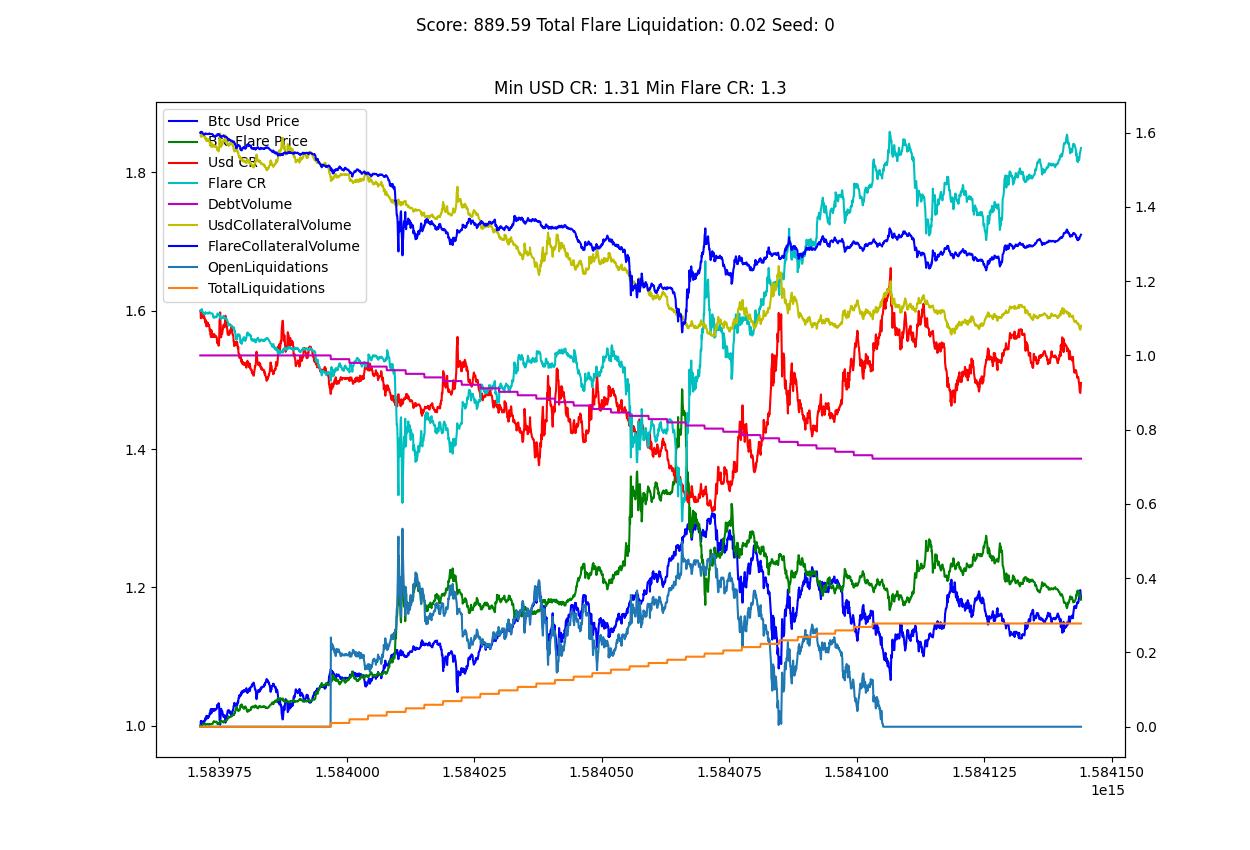 Score: 889.59 Total Flare Liquidation: 0.02 Seed: 0
Min USD CR: 1.31 Min Flare CR: 1.3
Btc Usd Price
Btc Flare Price
Usd CR
Flare CR
DebtVolume
UsdCollateralVolume
FlareCollateralVolume
OpenLiquidations
TotalLiquidations
1.8
1.6
1.4
1.2
1.0
1.6
1.4
1.2
1.0
0.8
0.6
0.4
0.2
0.0
1.583975 1.584000 1.584025 1.584050 1.584075 1.584100 1.584125 1.584150
1e15